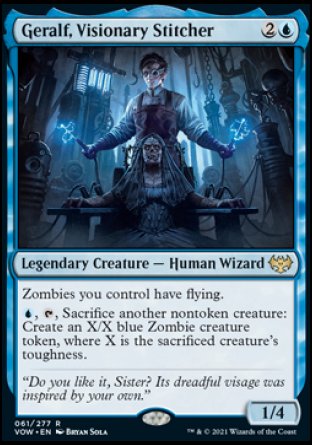 Geralf, Visionary Stitcher 2
Legendary Creature — Human Wizard
Zombies you control have flying.
, , Sacrifice another nontoken creature:
Create an X/X blue Zombie creature
token, where X is the sacrificed creature's
toughness.
"Do you like it, Sister? Its dreadful visage was
inspired by your own."
1/4
061/277 R
VOW • EN BRYAN SOLA
™ & © 2021 Wizards of the Coast